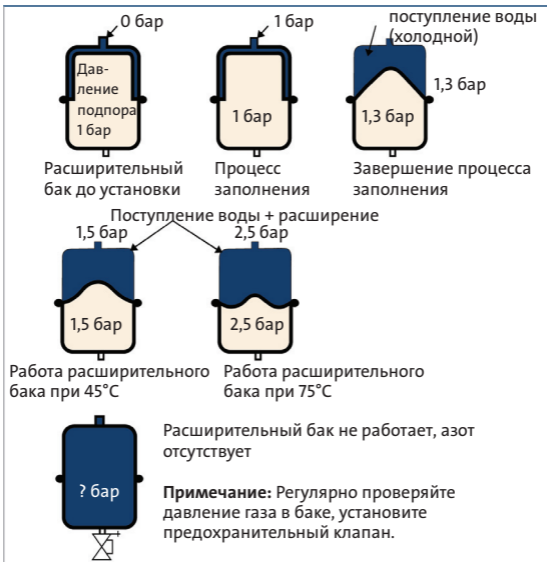 0 бар
Дав-
ление
подпора
1 бар
Расширительный
бак до установки
1 бар
1 бар
Процесс
заполнения
поступление воды
(холодной)
1,3 бар
1,3 бар
Завершение процесса
заполнения
Поступление воды + расширение
1,5 бар
1,5 бар
Работа расширительного
бака при 45°C
2,5 бар
2,5 бар
Работа расширительного
бака при 75°C
? бар
Расширительный бак не работает, азот
отсутствует
Примечание: Регулярно проверяйте
давление газа в баке, установите
предохранительный клапан.